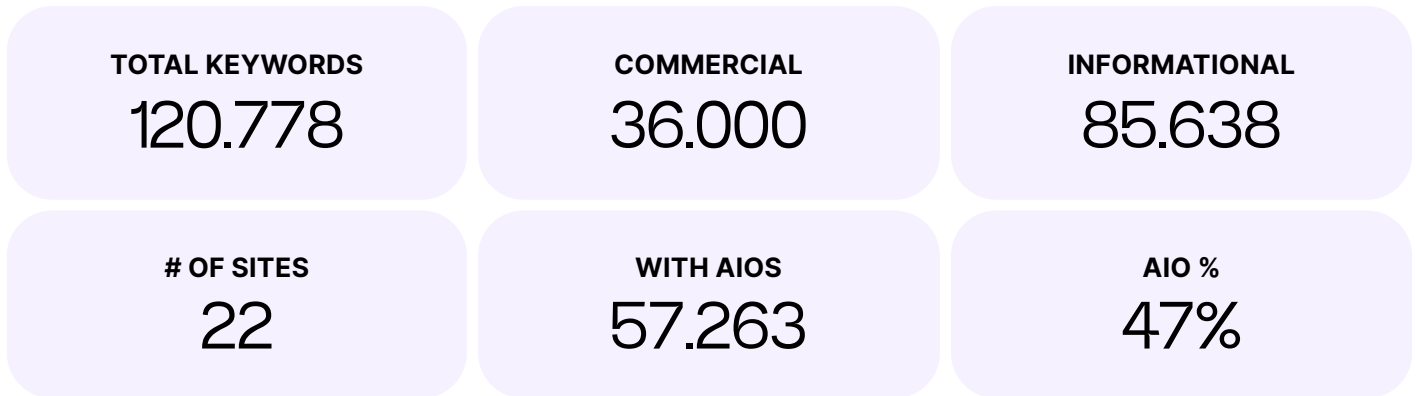 TOTAL KEYWORDS
120.778
COMMERCIAL
36.000
INFORMATIONAL
85.638
# OF SITES
22
WITH AIOS
57.263
AIO %
47%